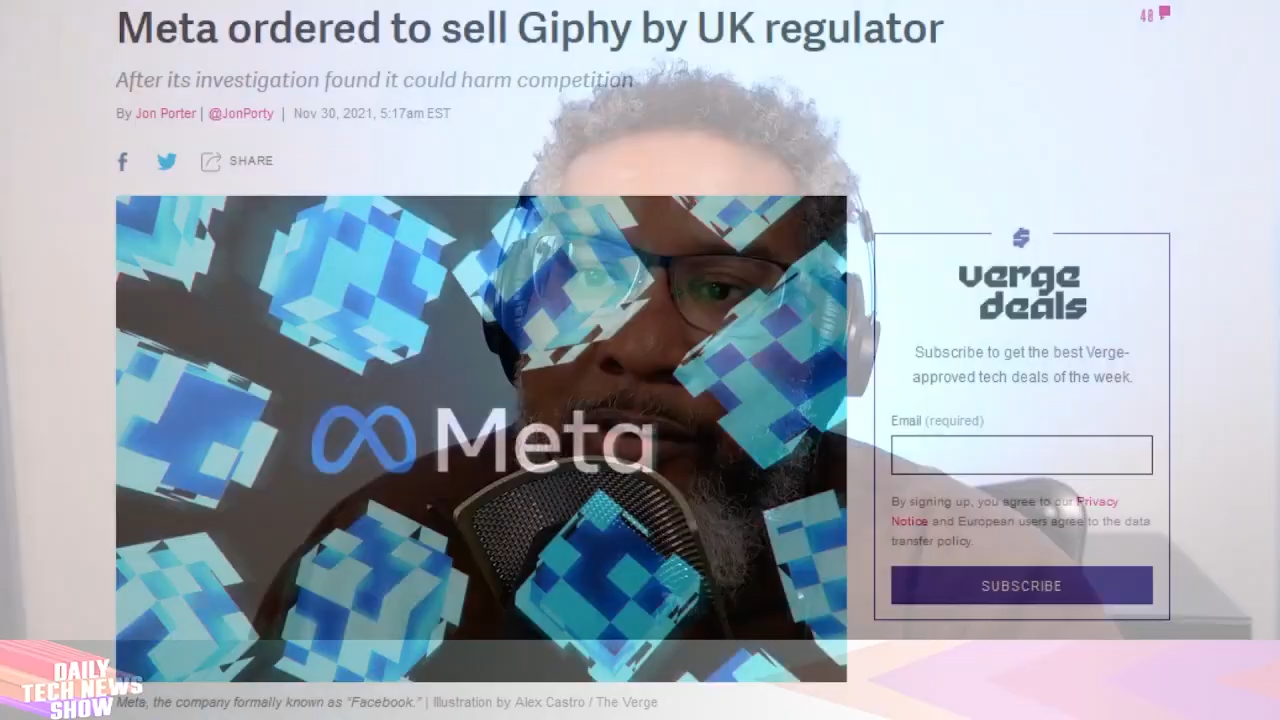 Meta ordered to sell Giphy by UK regulator
48
After its investigation found it could harm competition
By Jon Porter | @JonPorty | Nov 30, 2021, 5:17am EST
SHARE
Meta
verge
deals
Subscribe to get the best Verge-
approved tech deals of the week.
Email (required)
By signing up, you agree to our Privacy
Notice and European users agree to the data
transfer policy.
SUBSCRIBE
DAILY
TECH NEWS
SHOW
Meta, the company formally known as “Facebook.” | Illustration by Alex Castro / The Verge